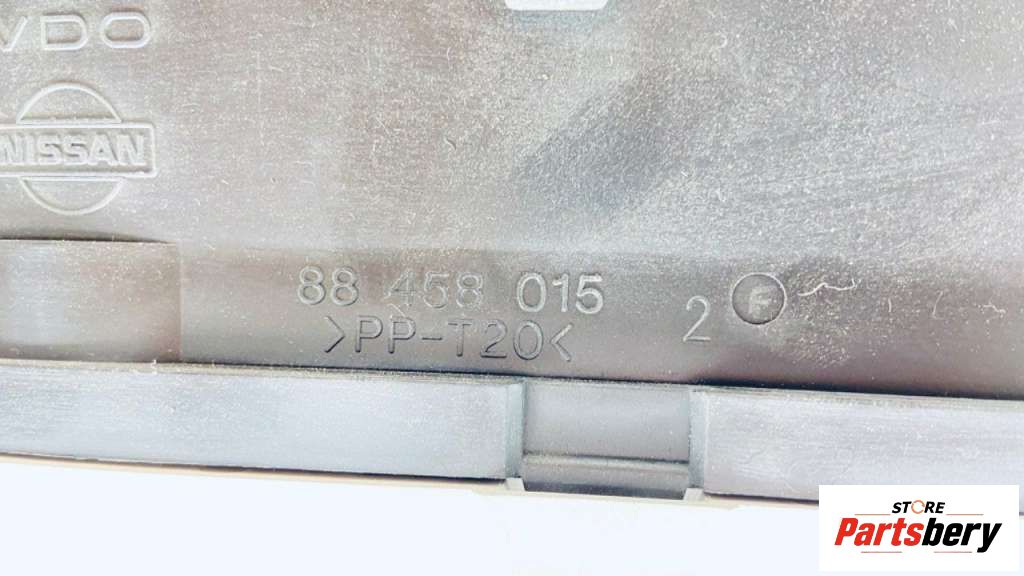 VDO
NISSAN
88 458 015
>PP-T20<
2 F
STORE
Partsbery